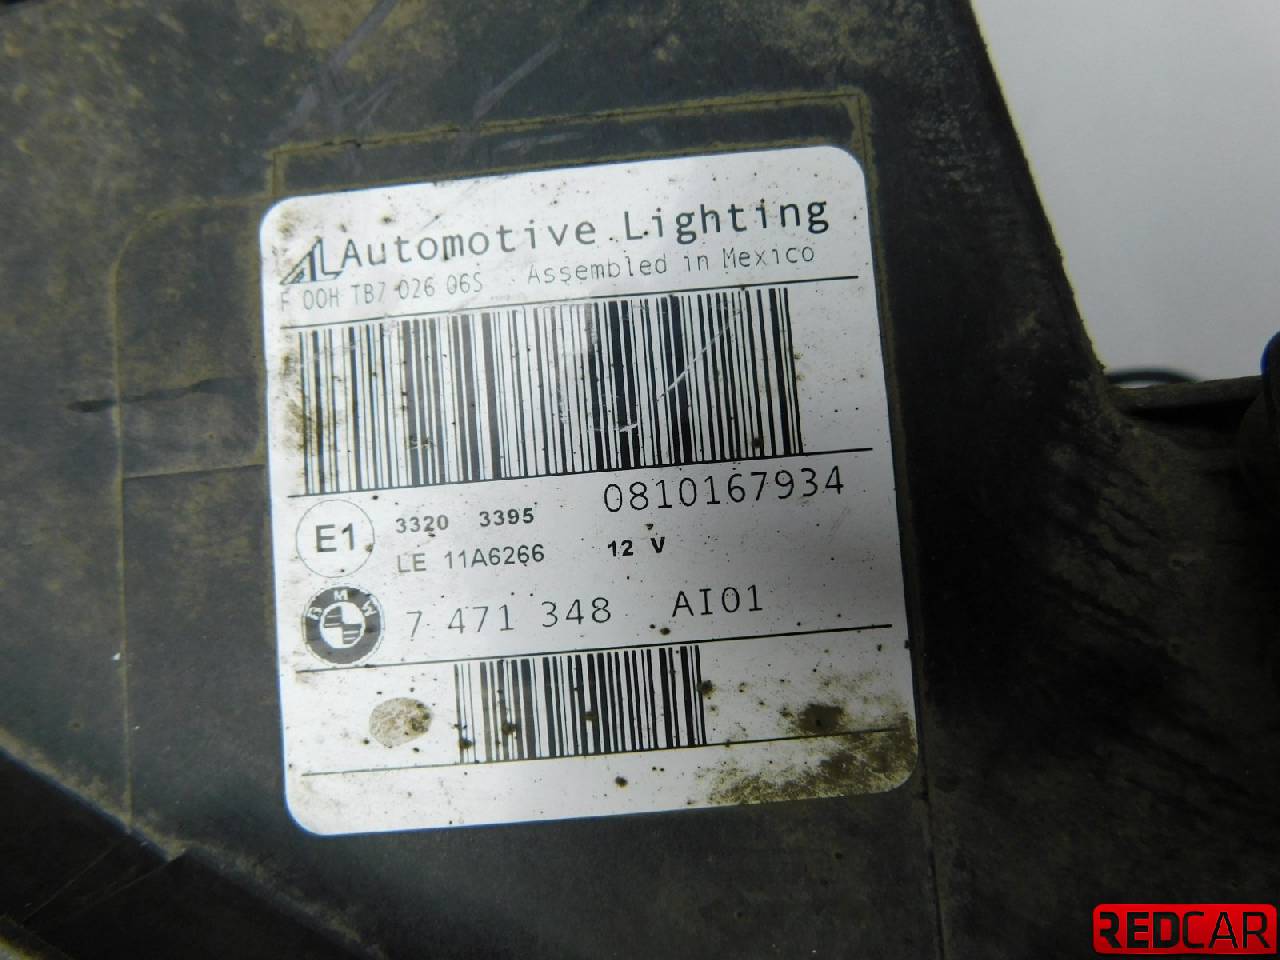 AL Automotive Lighting
F 00H TB7 026 06S Assembled in Mexico
0810167934
E1 3320 3395
LE 11A6266 12 V
BMW 7 471 348 AI01
REDCAR